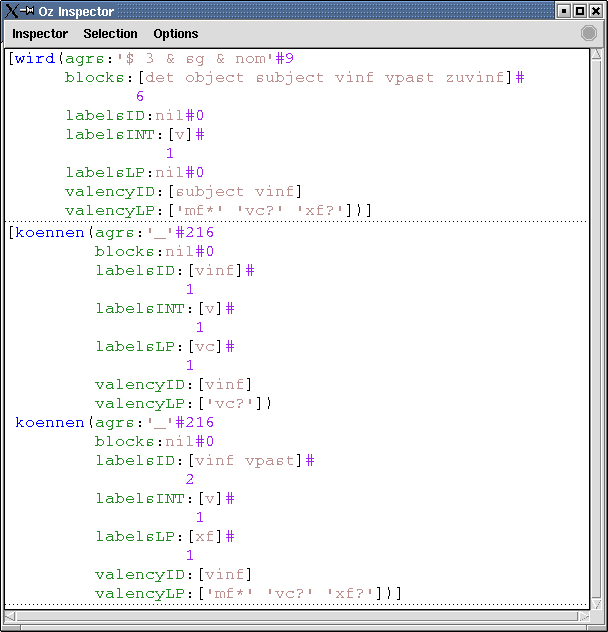 Oz Inspector
Inspector Selection Options
[wird(agrs:'$ 3 & sg & nom'#9
blocks:[det object subject vinf vpast zuvinf]#
6
labelsID:nil#0
labelsINT:[v]#
1
labelsLP:nil#0
valencyID:[subject vinf]
valencyLP:['mf*' 'vc?' 'xf?'])]
[koennen(agrs:'_'#216
blocks:nil#0
labelsID:[vinf]#
1
labelsINT:[v]#
1
labelsLP:[vc]#
1
valencyID:[vinf]
valencyLP:['vc?'])
koennen(agrs:'_'#216
blocks:nil#0
labelsID:[vinf vpast]#
2
labelsINT:[v]#
1
labelsLP:[xf]#
1
valencyID:[vinf]
valencyLP:['mf*' 'vc?' 'xf?'])]